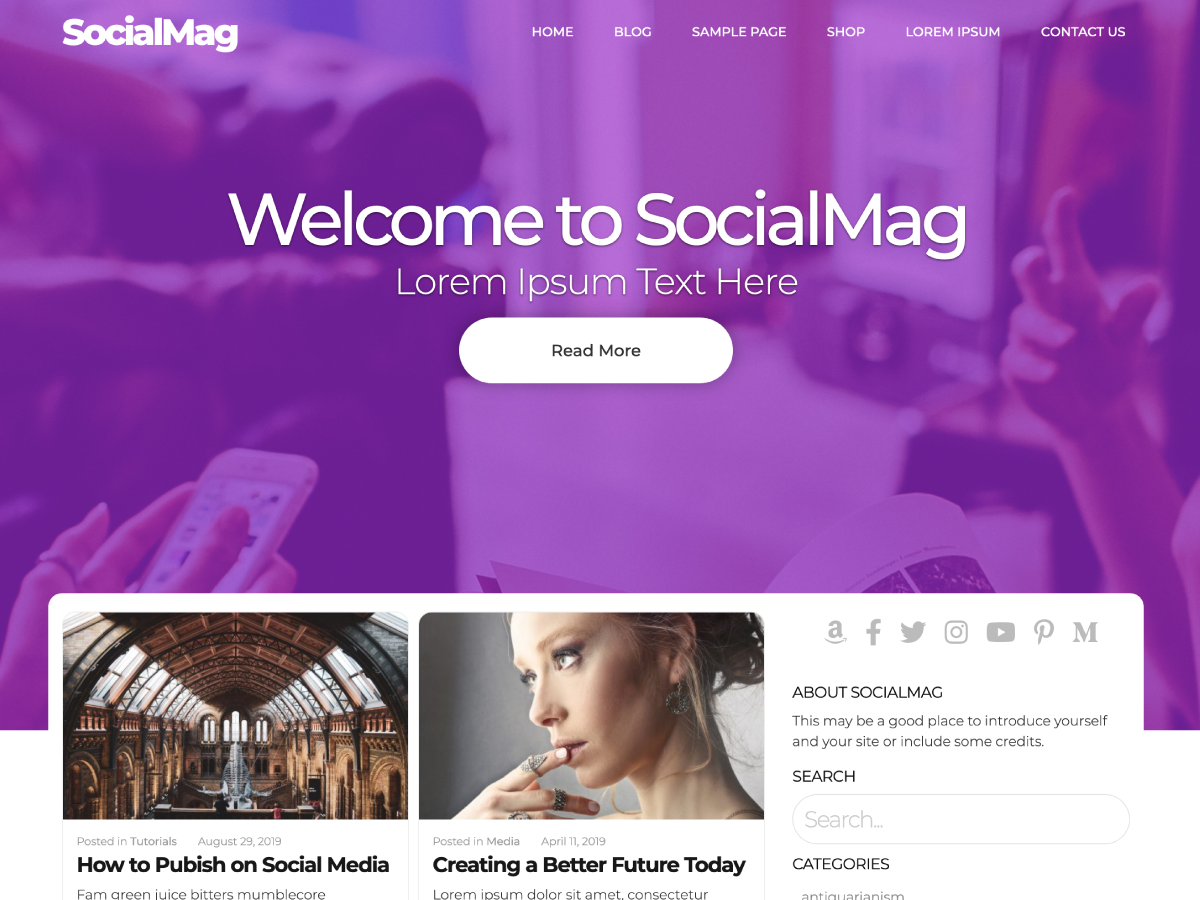 SocialMag
HOME BLOG SAMPLE PAGE SHOP LOREM IPSUM CONTACT US
Welcome to SocialMag
Lorem Ipsum Text Here
Read More
Posted in Tutorials August 29, 2019
How to Pubish on Social Media
Fam green juice bitters mumblecore
Posted in Media April 11, 2019
Creating a Better Future Today
Lorem ipsum dolor sit amet, consectetur
ABOUT SOCIALMAG
This may be a good place to introduce yourself
and your site or include some credits.
SEARCH
Search...
CATEGORIES
antiquarianism